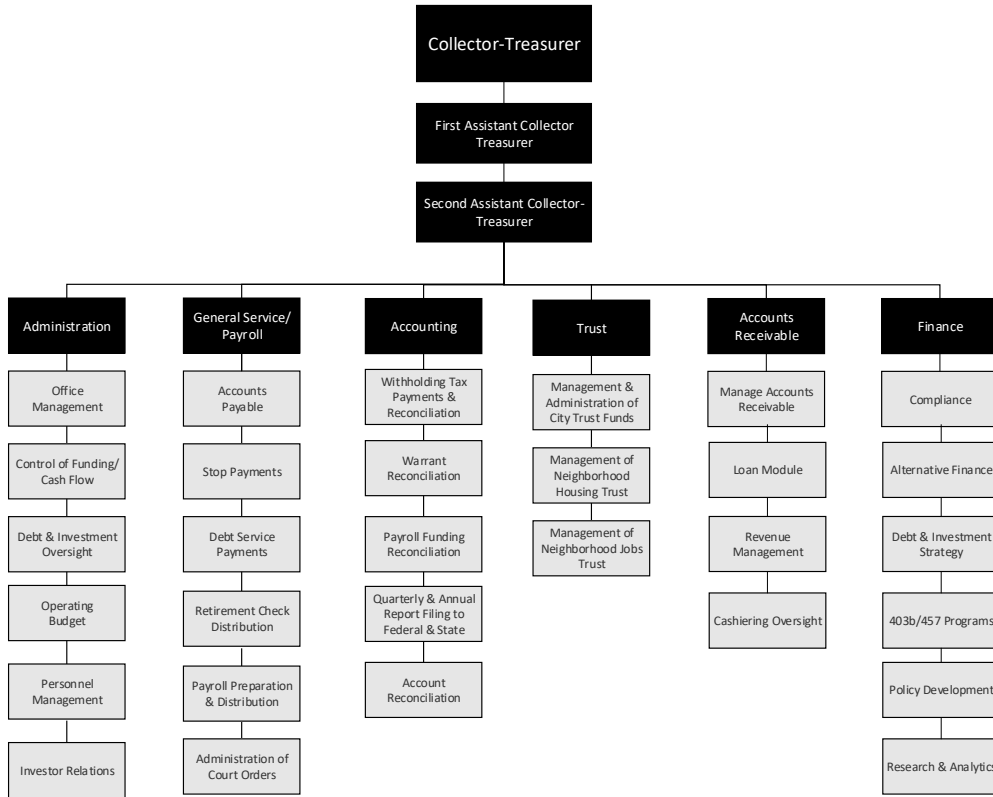 Collector-Treasurer
First Assistant Collector
Treasurer
Second Assistant Collector-
Treasurer
Administration
General Service/
Payroll
Accounting
Trust
Accounts
Receivable
Finance
Office
Management
Control of Funding/
Cash Flow
Debt & Investment
Oversight
Operating
Budget
Personnel
Management
Investor Relations
Accounts
Payable
Stop Payments
Debt Service
Payments
Retirement Check
Distribution
Payroll Preparation
& Distribution
Administration of
Court Orders
Withholding Tax
Payments &
Reconciliation
Warrant
Reconciliation
Payroll Funding
Reconciliation
Quarterly & Annual
Report Filing to
Federal & State
Account
Reconciliation
Management &
Administration of
City Trust Funds
Management of
Neighborhood
Housing Trust
Management of
Neighborhood Jobs
Trust
Manage Accounts
Receivable
Loan Module
Revenue
Management
Cashiering Oversight
Compliance
Alternative Finance
Debt & Investment
Strategy
403b/457 Programs
Policy Development
Research & Analytics